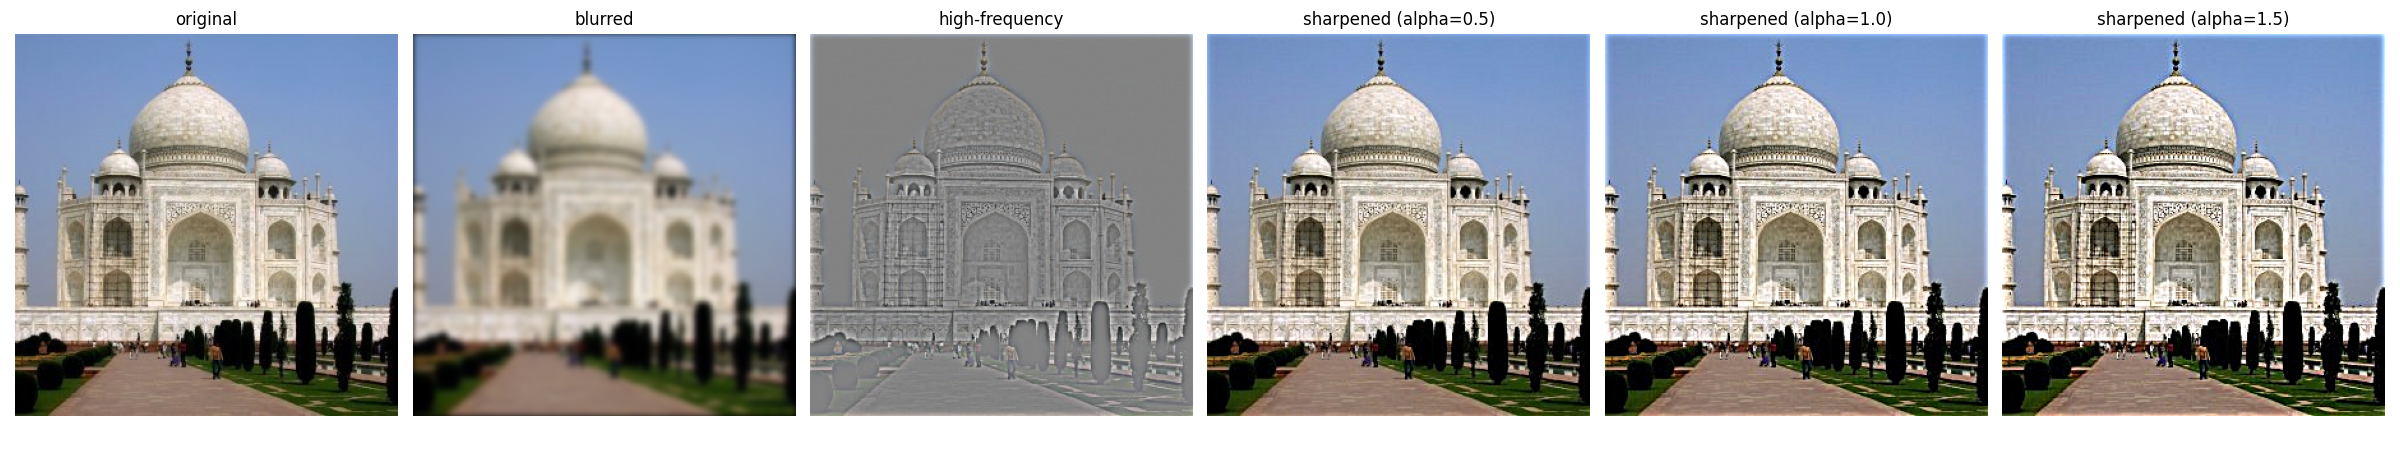 original
blurred
high-frequency
sharpened (alpha=0.5)
sharpened (alpha=1.0)
sharpened (alpha=1.5)